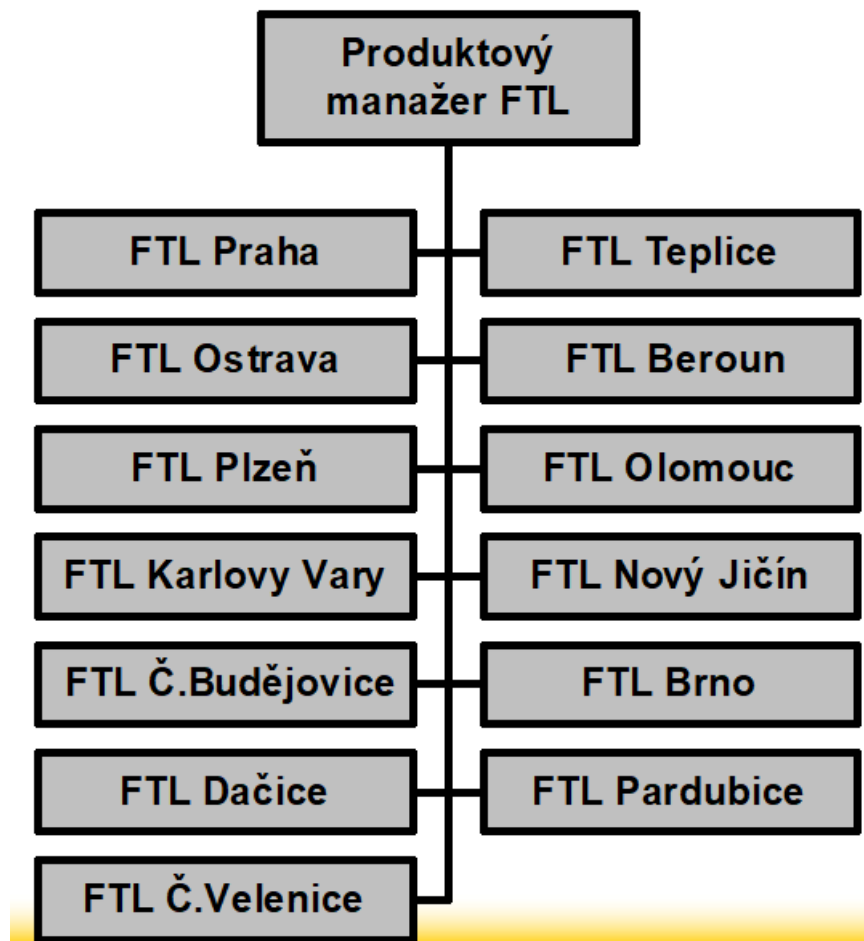 Produktový
manažer FTL
FTL Praha
FTL Teplice
FTL Ostrava
FTL Beroun
FTL Plzeň
FTL Olomouc
FTL Karlovy Vary
FTL Nový Jičín
FTL Č.Budějovice
FTL Brno
FTL Dačice
FTL Pardubice
FTL Č.Velenice